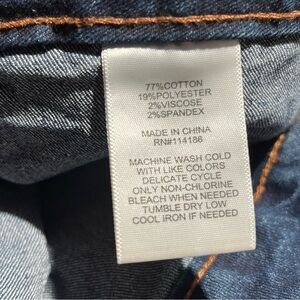 77%COTTON
19%POLYESTER
2%VISCOSE
2%SPANDEX
MADE IN CHINA
RN#114186
MACHINE WASH COLD
WITH LIKE COLORS
DELICATE CYCLE
ONLY NON-CHLORINE
BLEACH WHEN NEEDED
TUMBLE DRY LOW
COOL IRON IF NEEDED